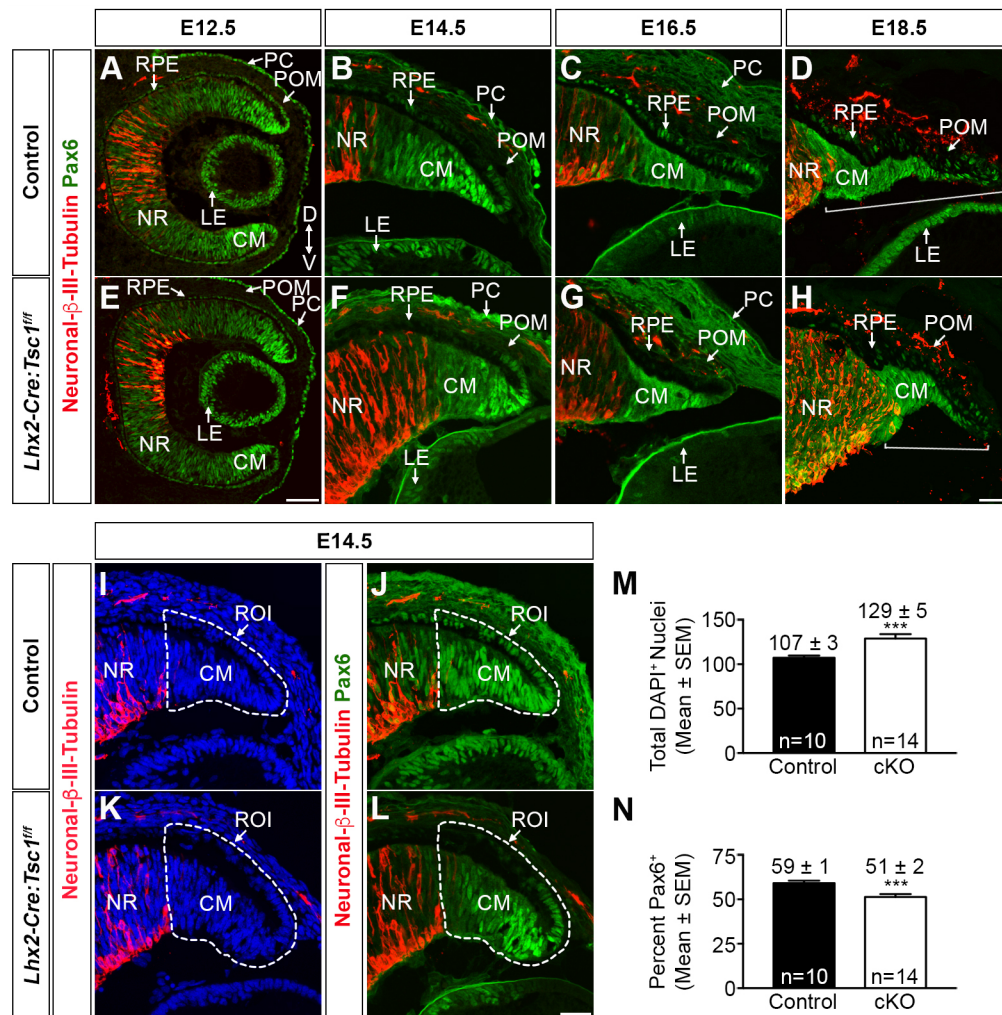 E12.5 E14.5 E16.5 E18.5
Control
Lhx2-Cre:Tsc1f/f
Neuronal-β-III-Tubulin Pax6
A RPE PC POM NR LE CM D V
B RPE PC POM NR CM LE
C PC RPE POM NR CM LE
D RPE POM NR CM LE
E RPE POM PC LE NR CM
F RPE PC POM NR CM LE
G PC RPE POM NR CM LE
H RPE POM CM NR
E14.5
Control
Lhx2-Cre:Tsc1f/f
Neuronal-β-III-Tubulin
Neuronal-β-III-Tubulin Pax6
I ROI NR CM
J ROI NR CM
K ROI NR CM
L ROI NR CM
M
Total DAPI⁺ Nuclei
(Mean ± SEM)
150
100
50
0
107 ± 3
129 ± 5
***
n=10 n=14
Control cKO
N
Percent Pax6⁺
(Mean ± SEM)
75
50
25
0
59 ± 1 51 ± 2
***
n=10 n=14
Control cKO